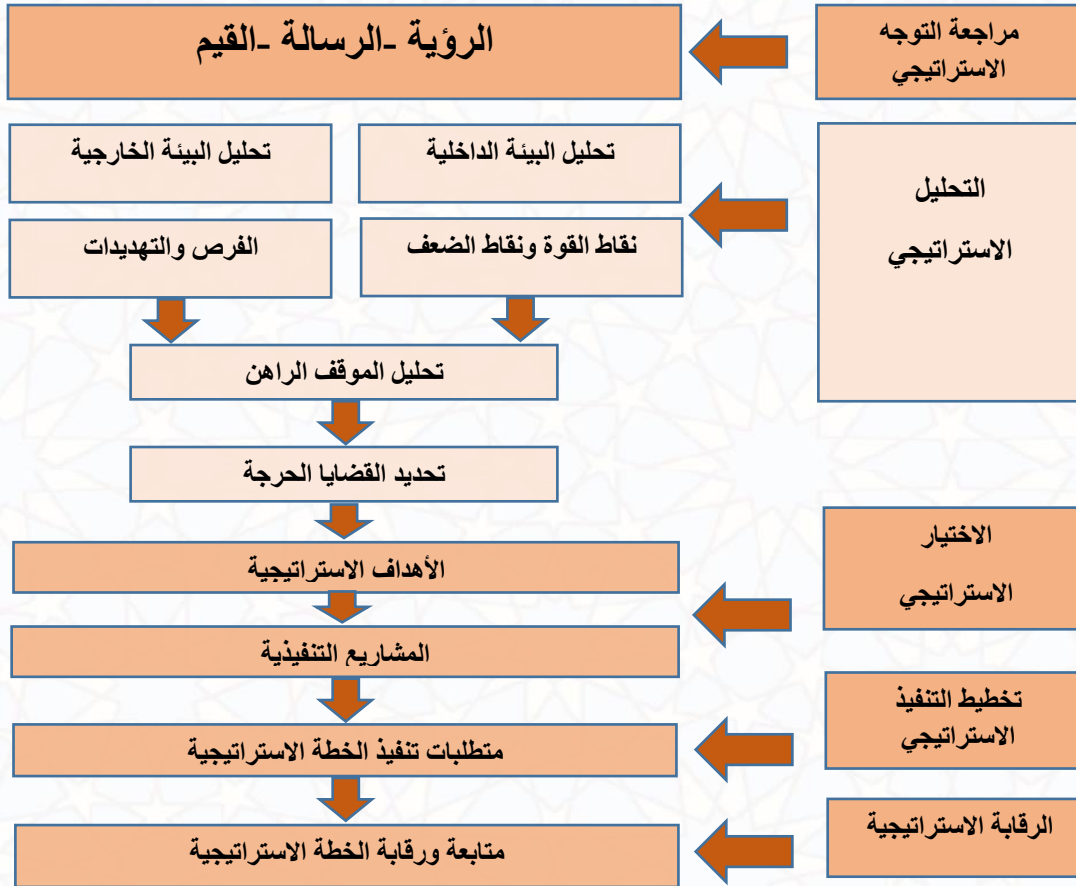 مراجعة التوجه
الاستراتيجي
الرؤية -الرسالة -القيم
التحليل
الاستراتيجي
تحليل البيئة الداخلية
تحليل البيئة الخارجية
نقاط القوة ونقاط الضعف
الفرص والتهديدات
تحليل الموقف الراهن
تحديد القضايا الحرجة
الاختيار
الاستراتيجي
الأهداف الاستراتيجية
المشاريع التنفيذية
تخطيط التنفيذ
الاستراتيجي
متطلبات تنفيذ الخطة الاستراتيجية
الرقابة الاستراتيجية
متابعة ورقابة الخطة الاستراتيجية